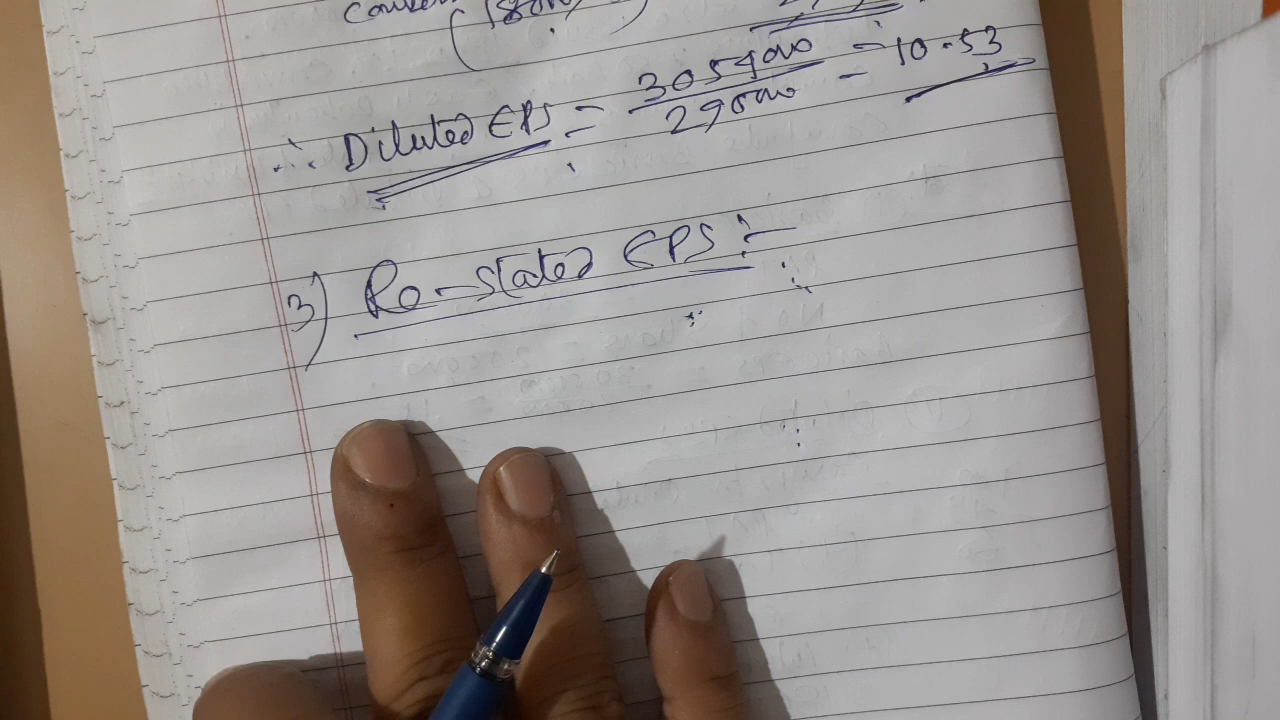 ∴ Diluted EPS = 3054000 / 290000 = 10.53
3) Re-stated EPS :-